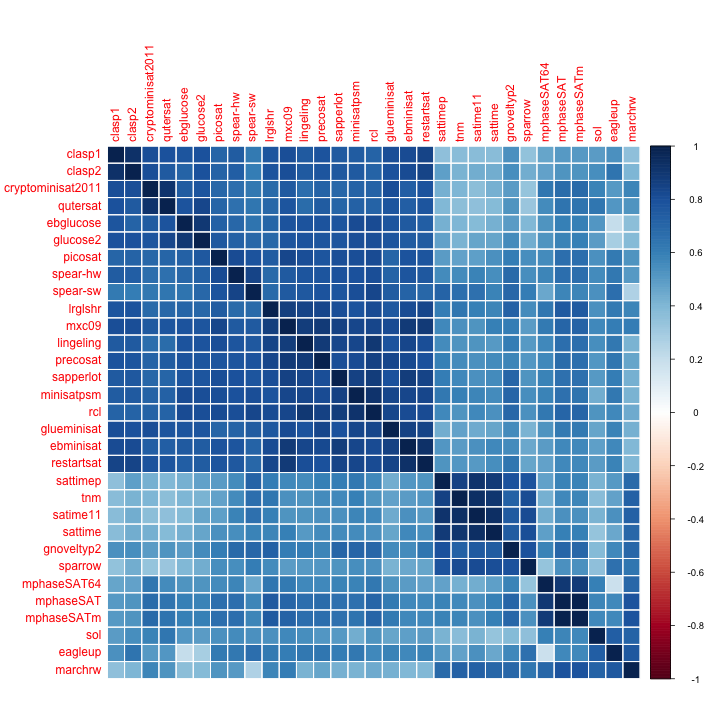 clasp1
clasp2
cryptominisat2011
qutersat
ebglucose
glucose2
picosat
spear-hw
spear-sw
lrglshr
mxc09
lingeling
precosat
sapperlot
minisatpsm
rcl
glueminisat
ebminisat
restartsat
sattimep
tnm
satime11
sattime
gnoveltyp2
sparrow
mphaseSAT64
mphaseSAT
mphaseSATm
sol
eagleup
marchrw
clasp1
clasp2
cryptominisat2011
qutersat
ebglucose
glucose2
picosat
spear-hw
spear-sw
lrglshr
mxc09
lingeling
precosat
sapperlot
minisatpsm
rcl
glueminisat
ebminisat
restartsat
sattimep
tnm
satime11
sattime
gnoveltyp2
sparrow
mphaseSAT64
mphaseSAT
mphaseSATm
sol
eagleup
marchrw
1
0.8
0.6
0.4
0.2
0
-0.2
-0.4
-0.6
-0.8
-1